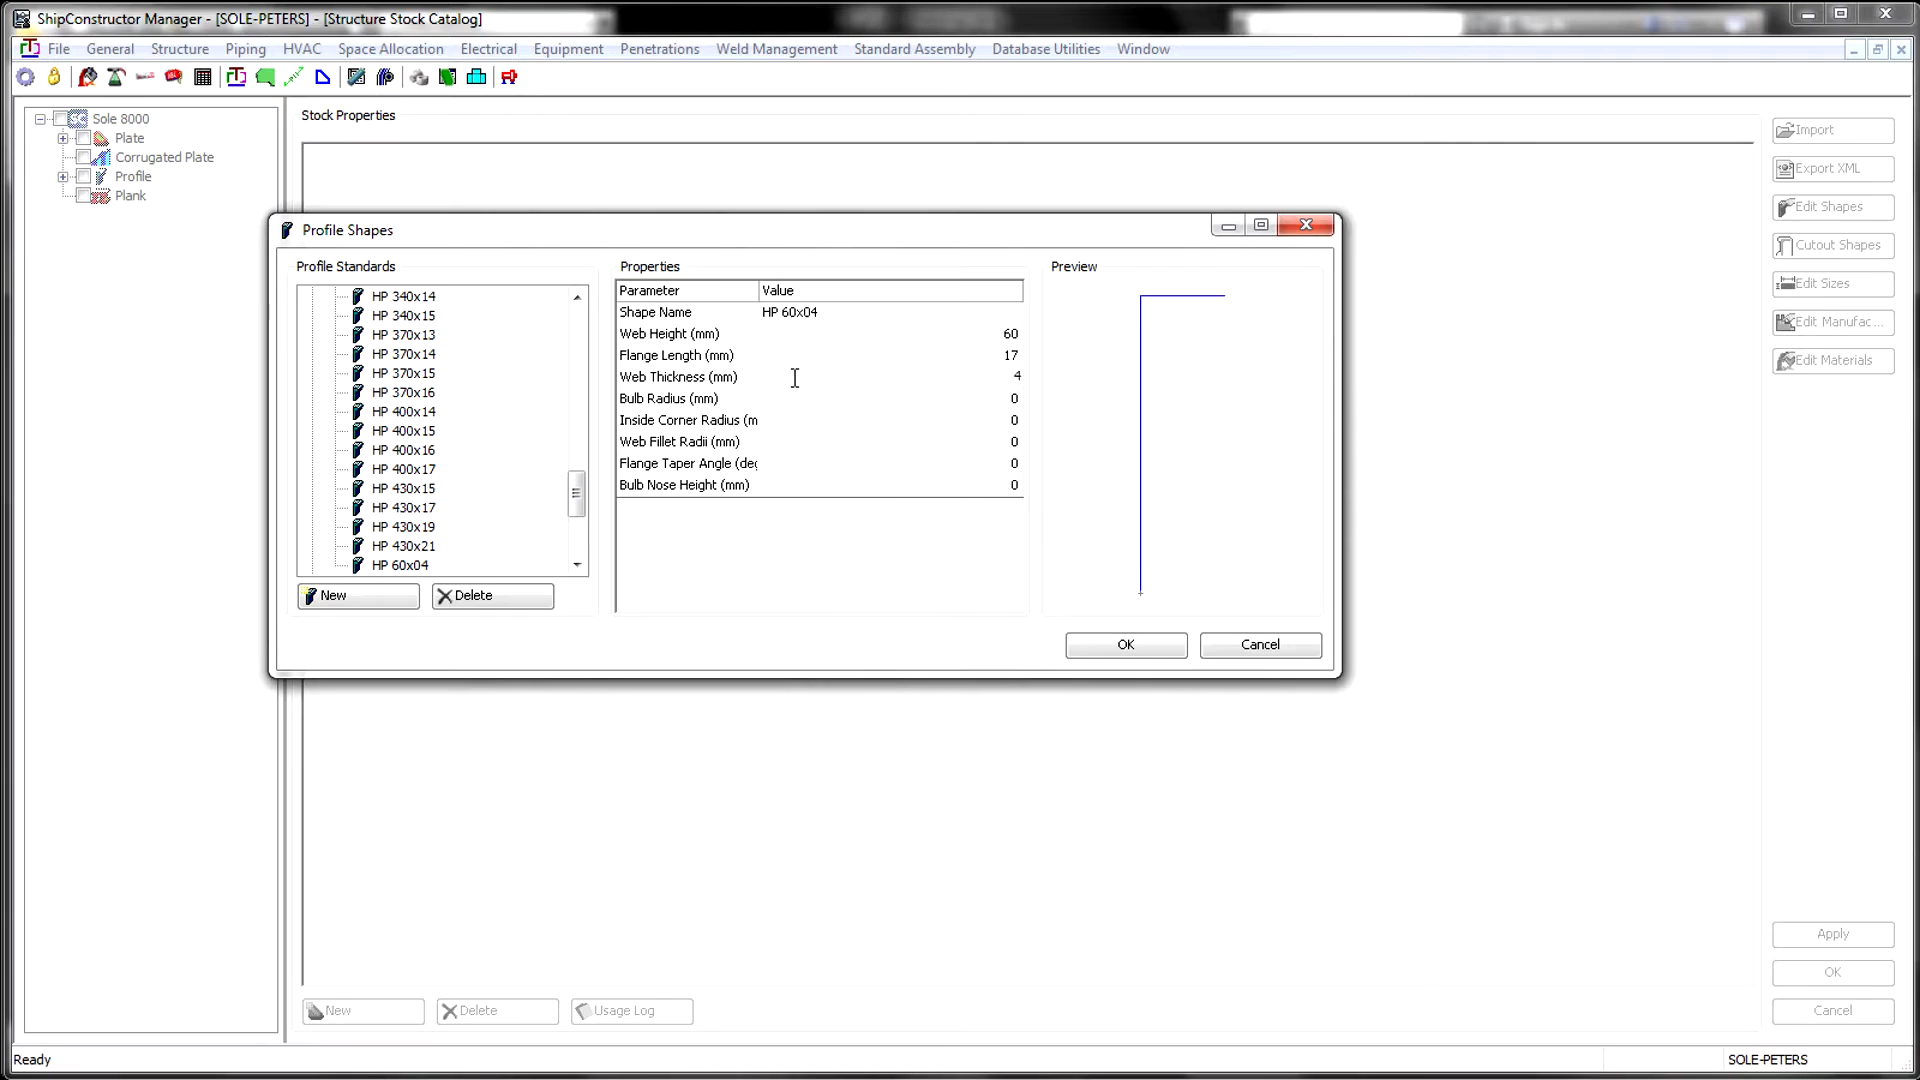 ShipConstructor Manager - [SOLE-PETERS] - [Structure Stock Catalog]
File General Structure Piping HVAC Space Allocation Electrical Equipment Penetrations Weld Management Standard Assembly Database Utilities Window
Sole 8000
Plate
Corrugated Plate
Profile
Plank
Stock Properties
Import
Export XML
Edit Shapes
Cutout Shapes
Edit Sizes
Edit Manufac...
Edit Materials
Profile Shapes
Profile Standards
HP 340x14
HP 340x15
HP 370x13
HP 370x14
HP 370x15
HP 370x16
HP 400x14
HP 400x15
HP 400x16
HP 400x17
HP 430x15
HP 430x17
HP 430x19
HP 430x21
HP 60x04
New Delete
Properties
Parameter Value
Shape Name HP 60x04
Web Height (mm) 60
Flange Length (mm) 17
Web Thickness (mm) 4
Bulb Radius (mm) 0
Inside Corner Radius (m 0
Web Fillet Radii (mm) 0
Flange Taper Angle (deg 0
Bulb Nose Height (mm) 0
Preview
OK Cancel
Apply
OK
Cancel
New Delete Usage Log
Ready SOLE-PETERS